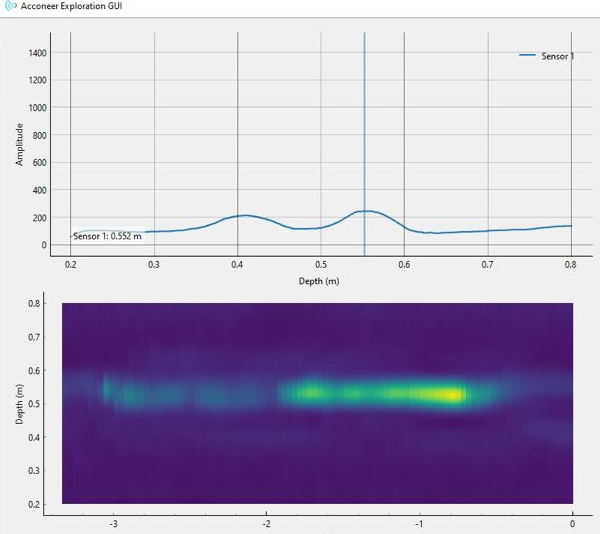 Acconeer Exploration GUI
1400
1200
1000
800
600
400
200
0
Amplitude
Sensor 1
Sensor 1: 0.552 m
0.2 0.3 0.4 0.5 0.6 0.7 0.8
Depth (m)
0.8
0.7
0.6
0.5
0.4
0.3
0.2
Depth (m)
-3 -2 -1 0